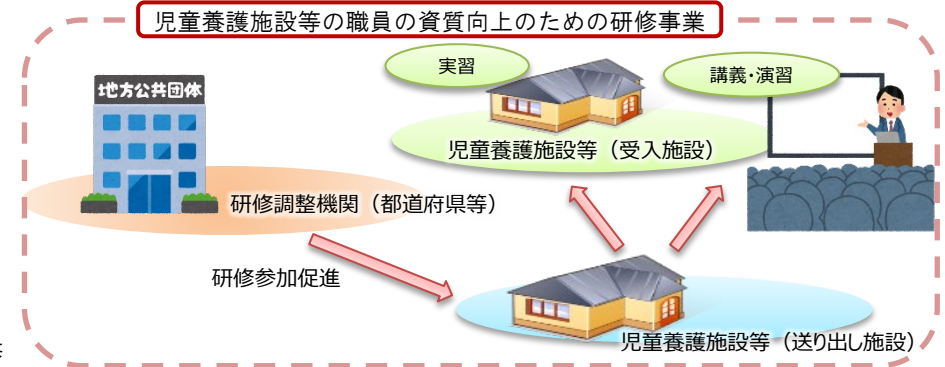 児童養護施設等の職員の資質向上のための研修事業
実習
講義・演習
地方公共団体
児童養護施設等（受入施設）
研修調整機関（都道府県等）
研修参加促進
児童養護施設等（送り出し施設）